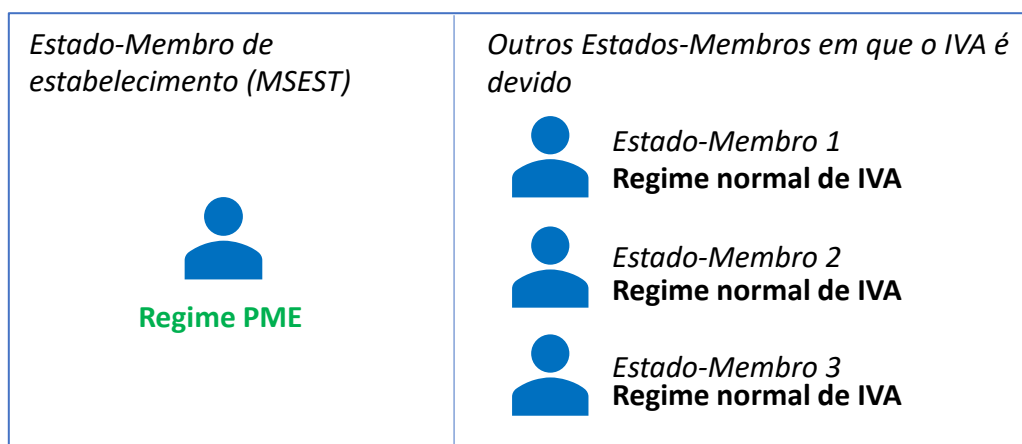 Estado-Membro de
estabelecimento (MSEST)
Regime PME
Outros Estados-Membros em que o IVA é
devido
Estado-Membro 1
Regime normal de IVA
Estado-Membro 2
Regime normal de IVA
Estado-Membro 3
Regime normal de IVA